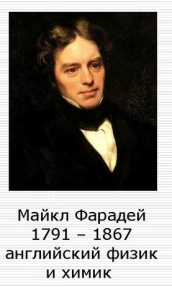 Майкл Фарадей
1791 – 1867
английский физик
и химик